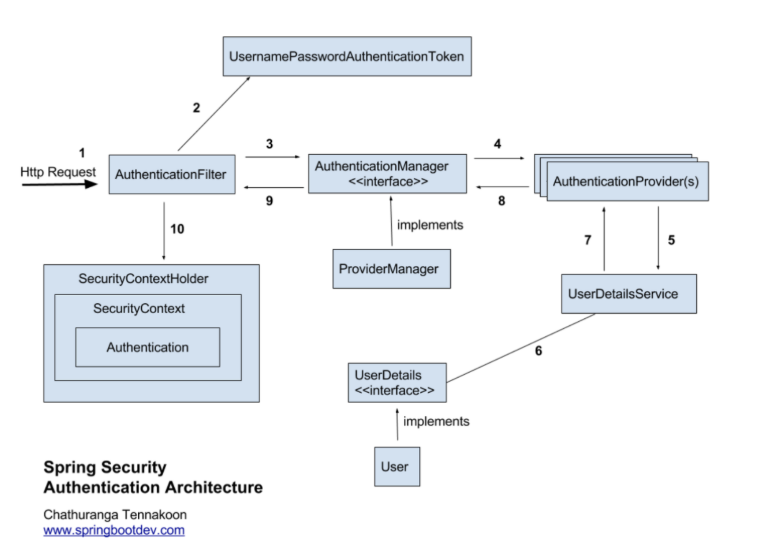 UsernamePasswordAuthenticationToken
2
1
Http Request
AuthenticationFilter
3
9
AuthenticationManager
<<interface>>
4
8
AuthenticationProvider(s)
10
implements
ProviderManager
7
5
UserDetailsService
SecurityContextHolder
SecurityContext
Authentication
6
UserDetails
<<interface>>
implements
User
Spring Security
Authentication Architecture
Chathuranga Tennakoon
www.springbootdev.com